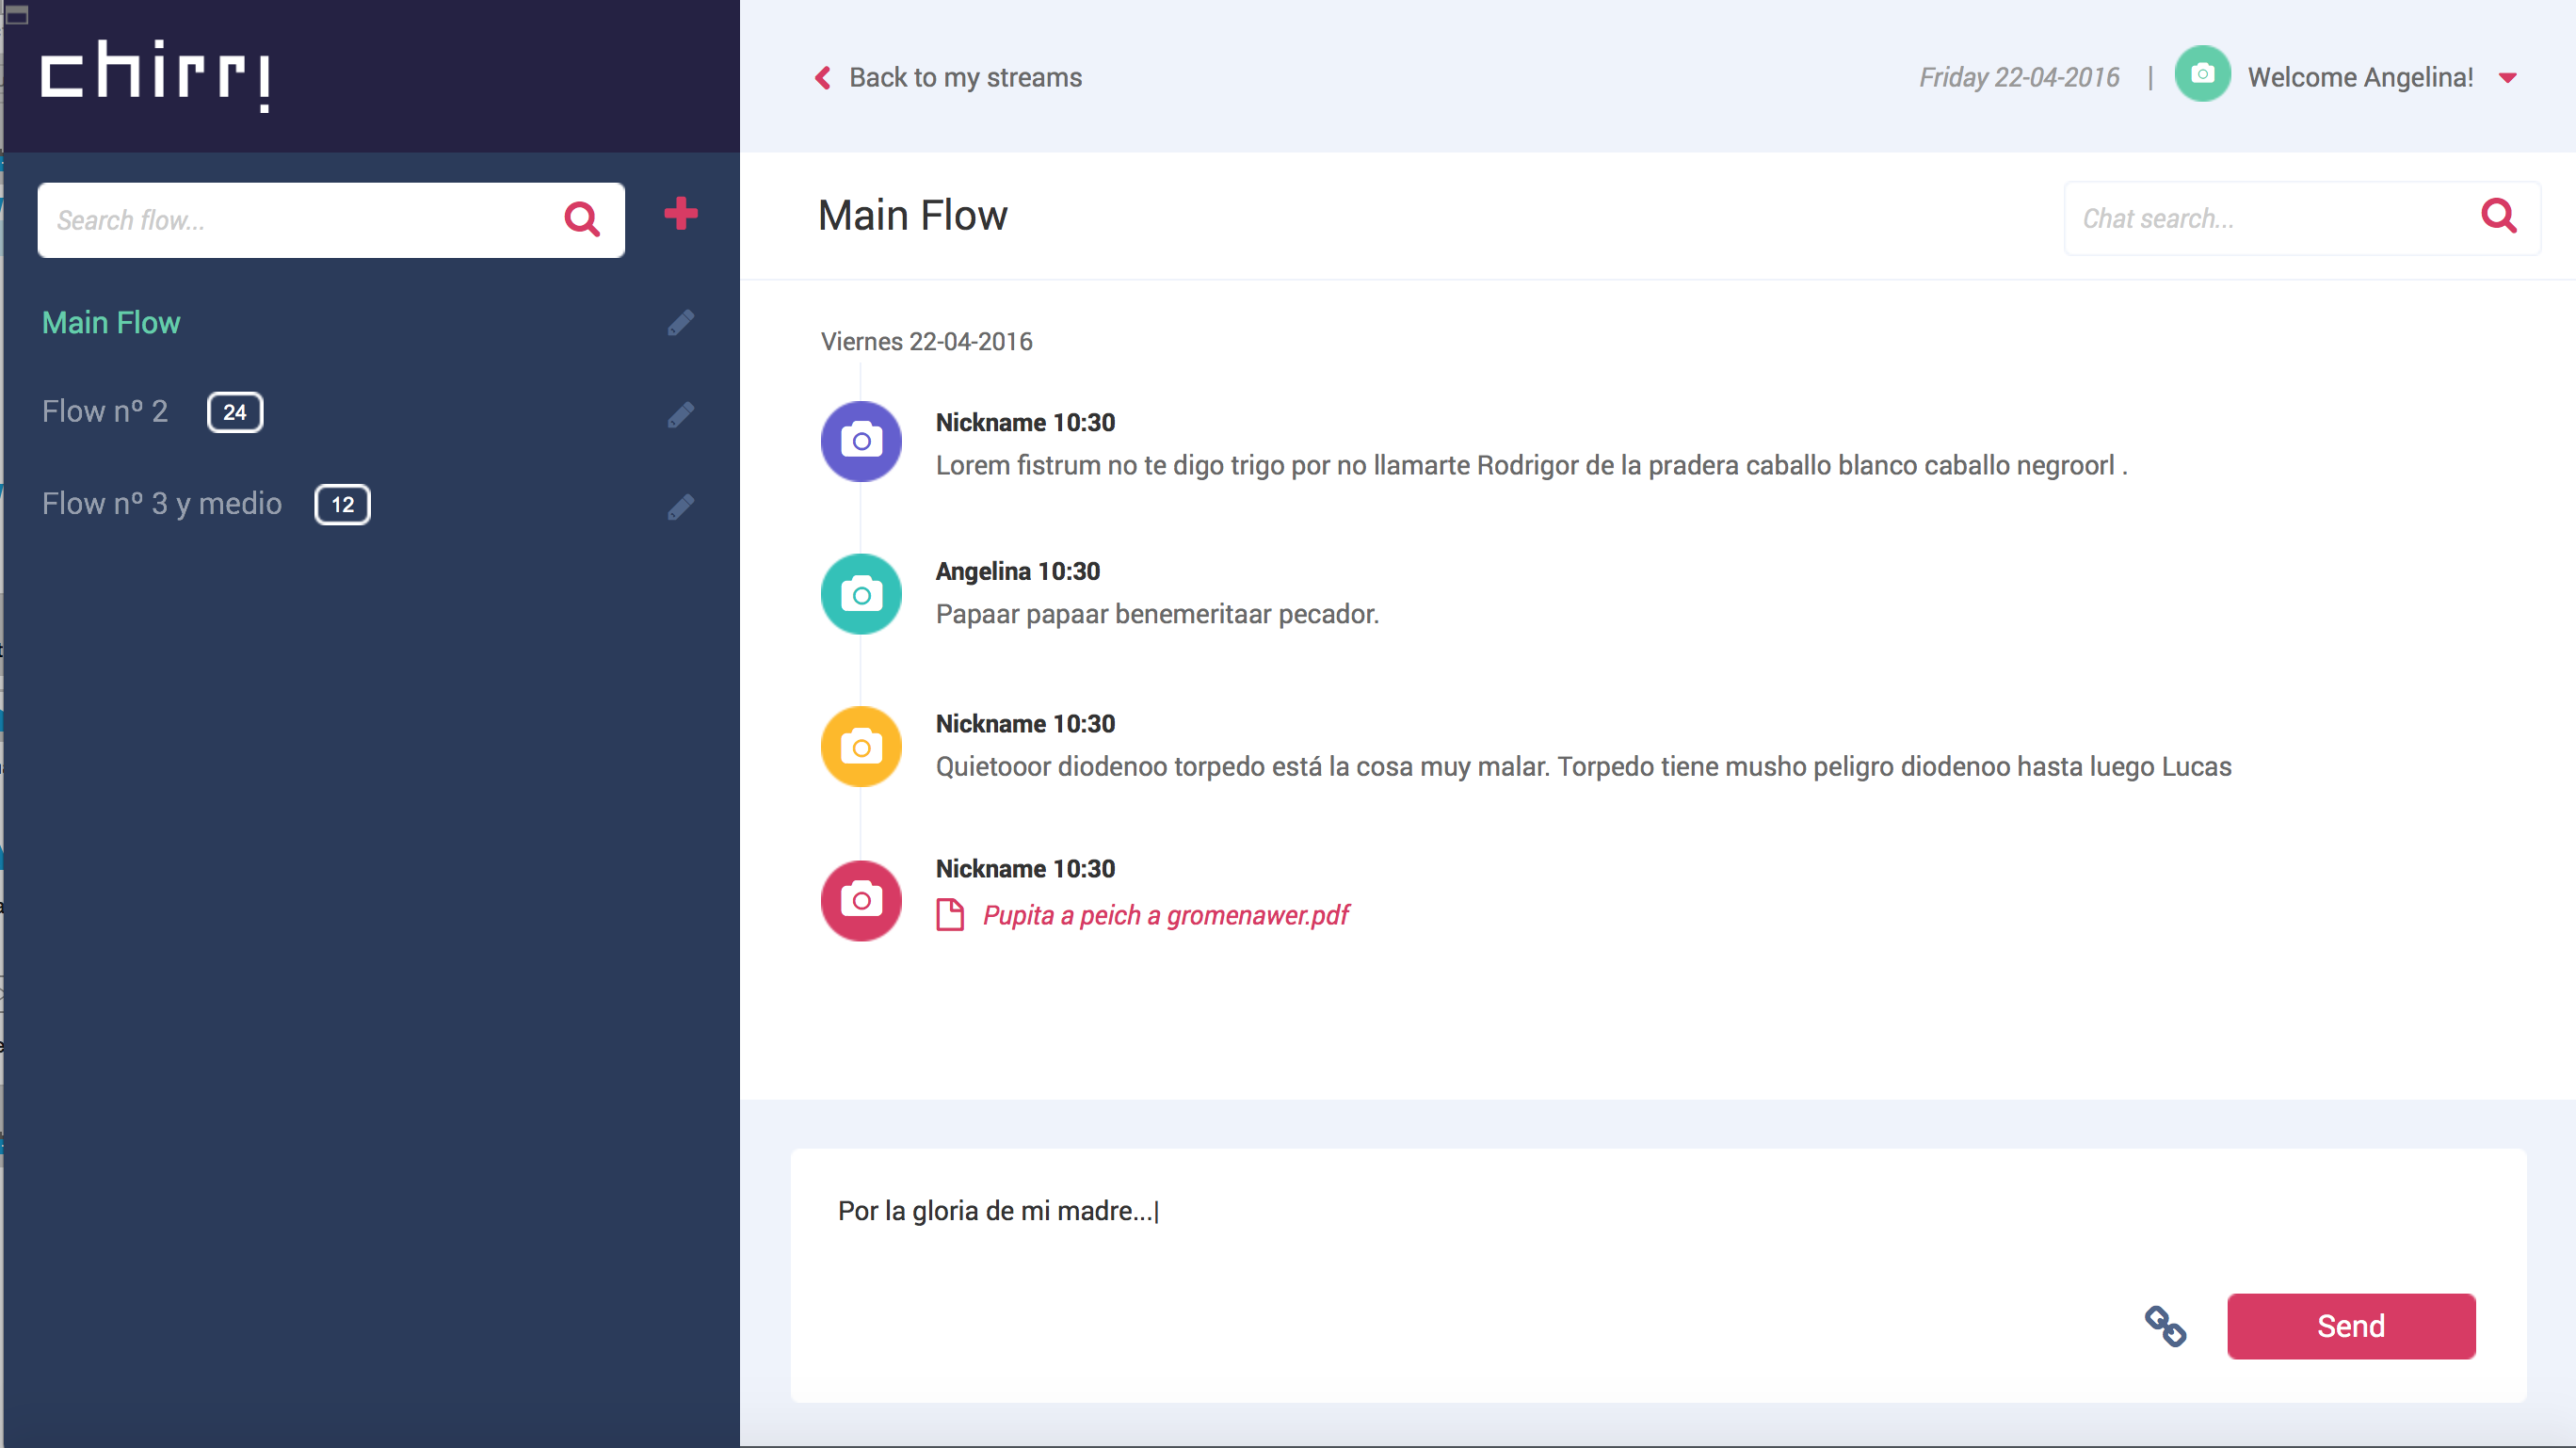 chirri
Back to my streams
Friday 22-04-2016 | Welcome Angelina!
Search flow...
Main Flow
Flow nº 2 24
Flow nº 3 y medio 12
Main Flow
Chat search...
Viernes 22-04-2016
Nickname 10:30
Lorem fistrum no te digo trigo por no llamarte Rodrigor de la pradera caballo blanco caballo negroorl .
Angelina 10:30
Papaar papaar benemeritaar pecador.
Nickname 10:30
Quietooor diodenoo torpedo está la cosa muy malar. Torpedo tiene musho peligro diodenoo hasta luego Lucas
Nickname 10:30
Pupita a peich a gromenawer.pdf
Por la gloria de mi madre...
Send